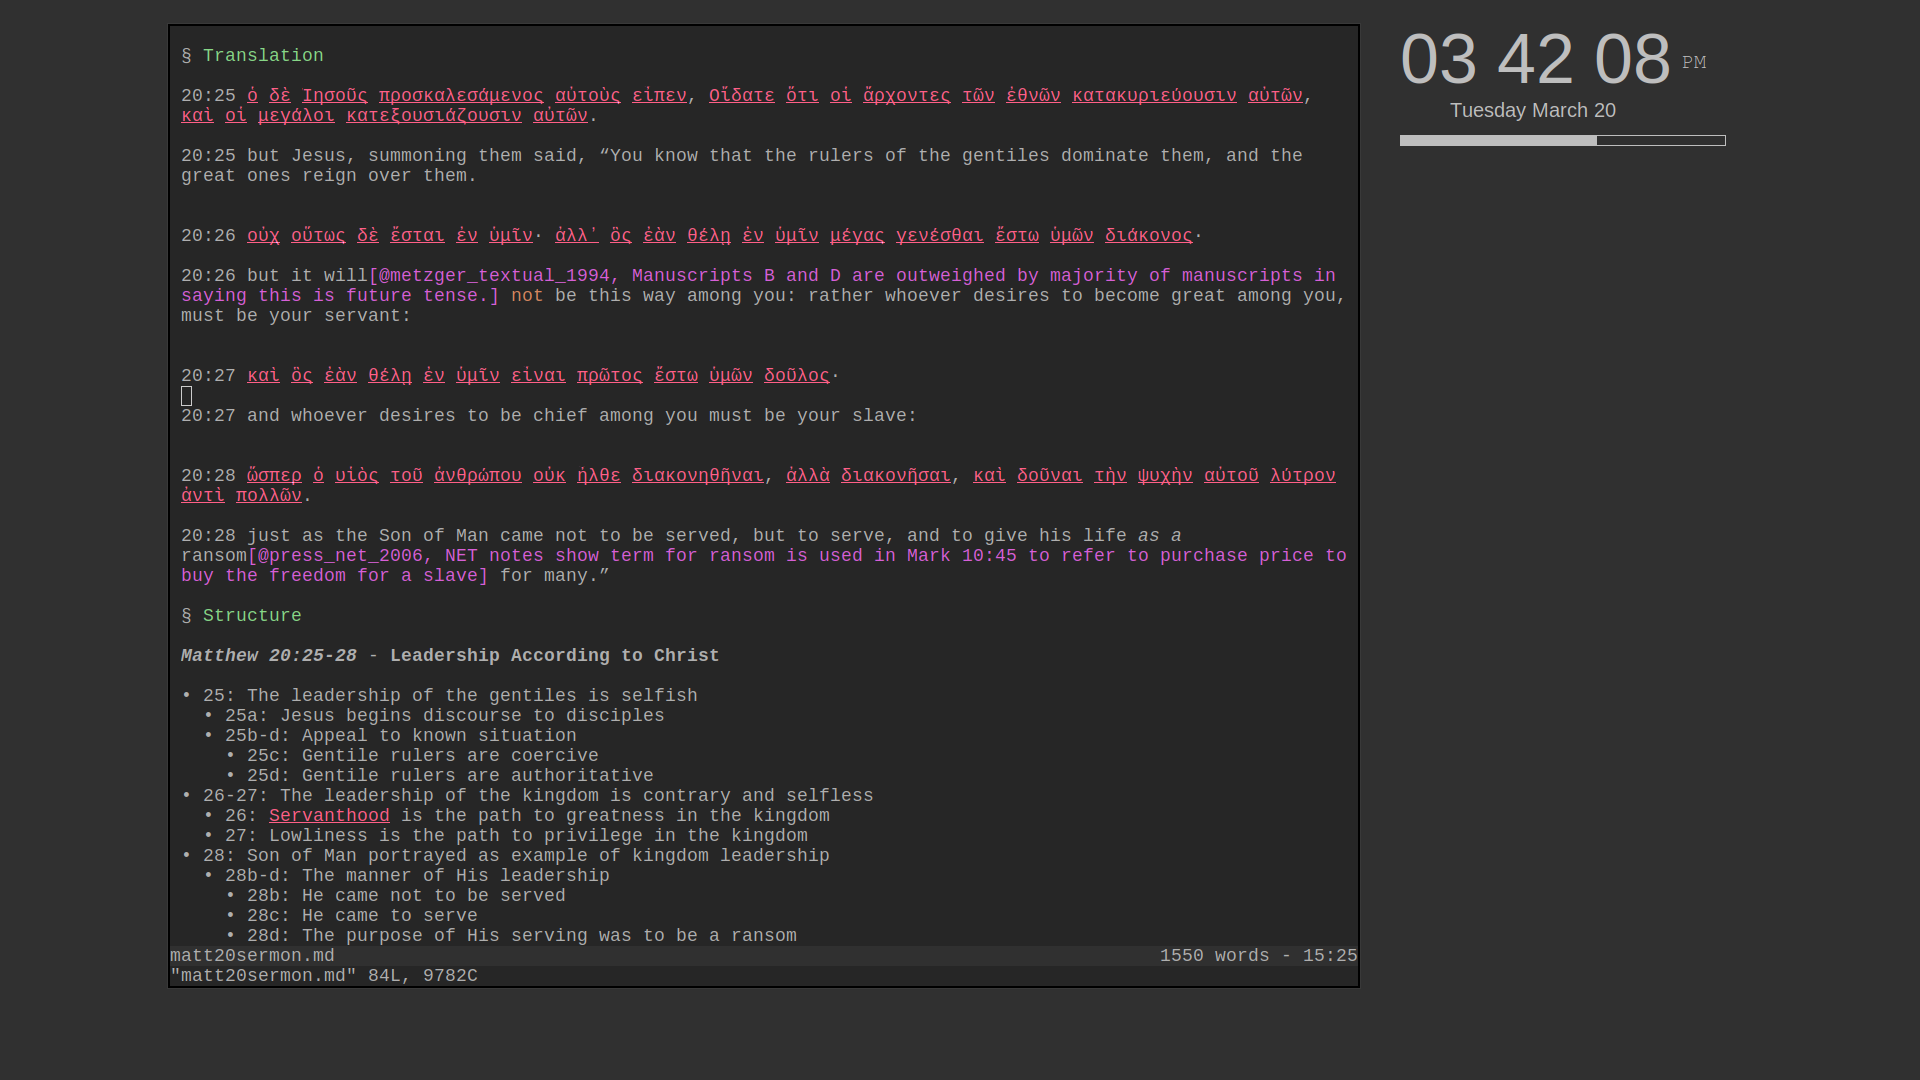 § Translation
20:25 ὁ δὲ Ἰησοῦς προσκαλεσάμενος αὐτοὺς εἶπεν, Οἴδατε ὅτι οἱ ἄρχοντες τῶν ἐθνῶν κατακυριεύουσιν αὐτῶν,
καὶ οἱ μεγάλοι κατεξουσιάζουσιν αὐτῶν.
20:25 but Jesus, summoning them said, “You know that the rulers of the gentiles dominate them, and the
great ones reign over them.
20:26 οὐχ οὕτως δὲ ἔσται ἐν ὑμῖν· ἀλλ᾽ ὃς ἐὰν θέλῃ ἐν ὑμῖν μέγας γενέσθαι ἔστω ὑμῶν διάκονος·
20:26 but it will[@metzger_textual_1994, Manuscripts B and D are outweighed by majority of manuscripts in
saying this is future tense.] not be this way among you: rather whoever desires to become great among you,
must be your servant:
20:27 καὶ ὃς ἐὰν θέλῃ ἐν ὑμῖν εἶναι πρῶτος ἔστω ὑμῶν δοῦλος·
20:27 and whoever desires to be chief among you must be your slave:
20:28 ὥσπερ ὁ υἱὸς τοῦ ἀνθρώπου οὐκ ἦλθε διακονηθῆναι, ἀλλὰ διακονῆσαι, καὶ δοῦναι τὴν ψυχὴν αὐτοῦ λύτρον
ἀντὶ πολλῶν.
20:28 just as the Son of Man came not to be served, but to serve, and to give his life as a
ransom[@press_net_2006, NET notes show term for ransom is used in Mark 10:45 to refer to purchase price to
buy the freedom for a slave] for many.”
§ Structure
Matthew 20:25-28 - Leadership According to Christ
• 25: The leadership of the gentiles is selfish
• 25a: Jesus begins discourse to disciples
• 25b-d: Appeal to known situation
• 25c: Gentile rulers are coercive
• 25d: Gentile rulers are authoritative
• 26-27: The leadership of the kingdom is contrary and selfless
• 26: Servanthood is the path to greatness in the kingdom
• 27: Lowliness is the path to privilege in the kingdom
• 28: Son of Man portrayed as example of kingdom leadership
• 28b-d: The manner of His leadership
• 28b: He came not to be served
• 28c: He came to serve
• 28d: The purpose of His serving was to be a ransom
matt20sermon.md 1550 words - 15:25
"matt20sermon.md" 84L, 9782C
03 42 08 PM
Tuesday March 20